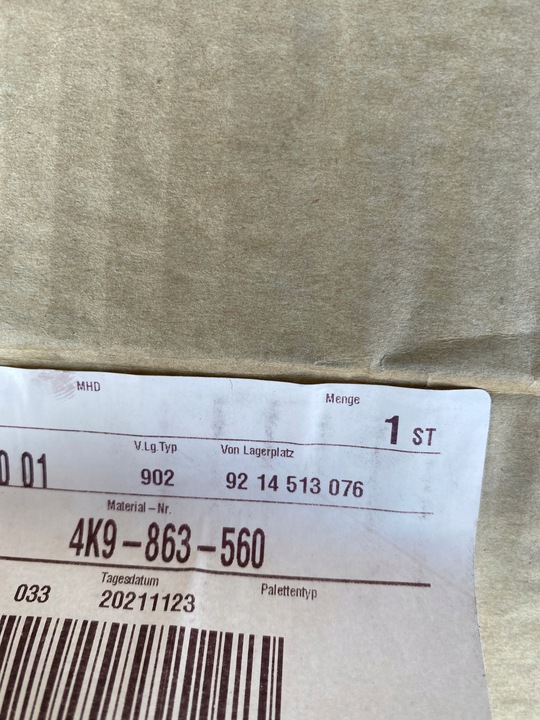 MHD
Menge
1 ST
V.Lg.Typ
Von Lagerplatz
0 01
902
92 14 513 076
Material-Nr.
4K9-863-560
Tagesdatum
Palettentyp
033
20211123